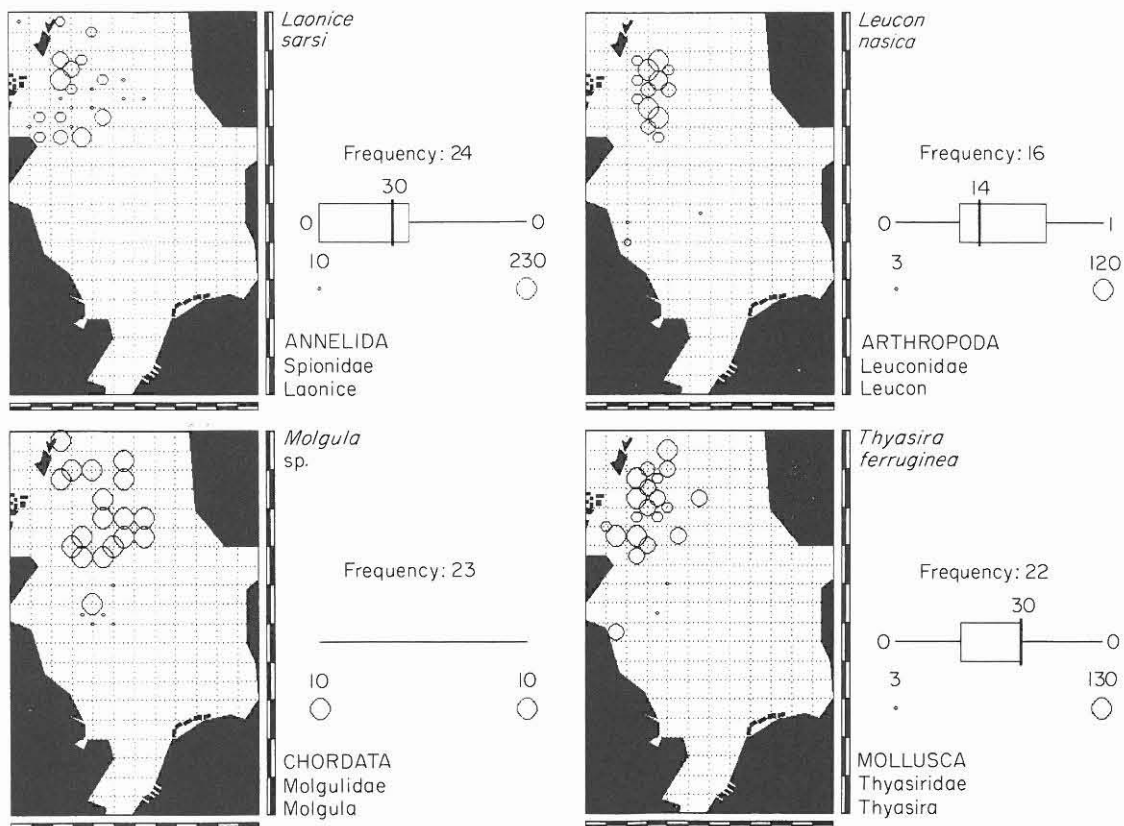 Laonice
sarsi
Frequency: 24
30
0
0
10
230
ANNELIDA
Spionidae
Laonice
Leucon
nasica
Frequency: 16
14
0
1
3
120
ARTHROPODA
Leuconidae
Leucon
Molgula
sp.
Frequency: 23
10
10
CHORDATA
Molgulidae
Molgula
Thyasira
ferruginea
Frequency: 22
30
0
0
3
130
MOLLUSCA
Thyasiridae
Thyasira